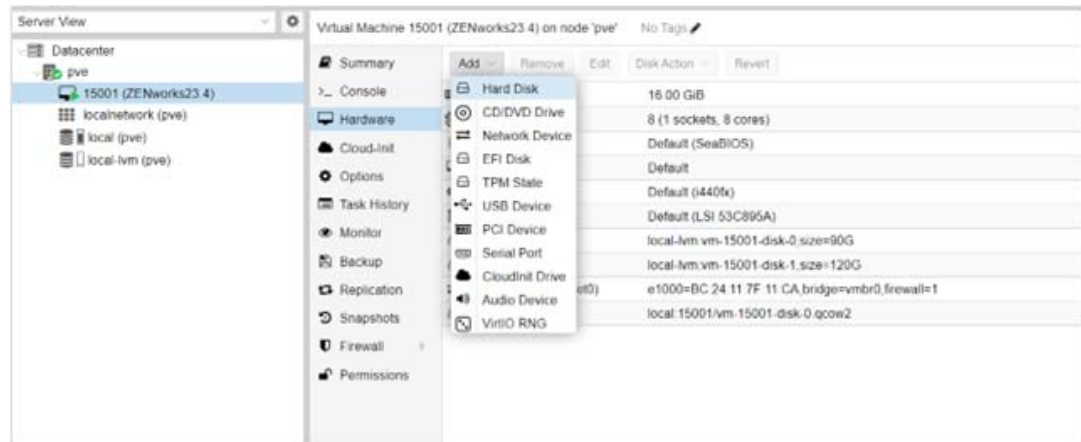 Server View
Datacenter
pve
15001 (ZENworks23.4)
localnetwork (pve)
local (pve)
local-lvm (pve)
Virtual Machine 15001 (ZENworks23.4) on node 'pve' No Tags
Summary
Console
Hardware
Cloud-Init
Options
Task History
Monitor
Backup
Replication
Snapshots
Firewall
Permissions
Add Remove Edit Disk Action Revert
Hard Disk
CD/DVD Drive
Network Device
EFI Disk
TPM State
USB Device
PCI Device
Serial Port
CloudInit Drive
Audio Device
VirtIO RNG
16.00 GiB
8 (1 sockets, 8 cores)
Default (SeaBIOS)
Default
Default (i440fx)
Default (LSI 53C895A)
local-lvm:vm-15001-disk-0,size=90G
local-lvm:vm-15001-disk-1,size=120G
e1000=BC:24:11:7F:11:CA,bridge=vmbr0,firewall=1
local:15001/vm-15001-disk-0.qcow2